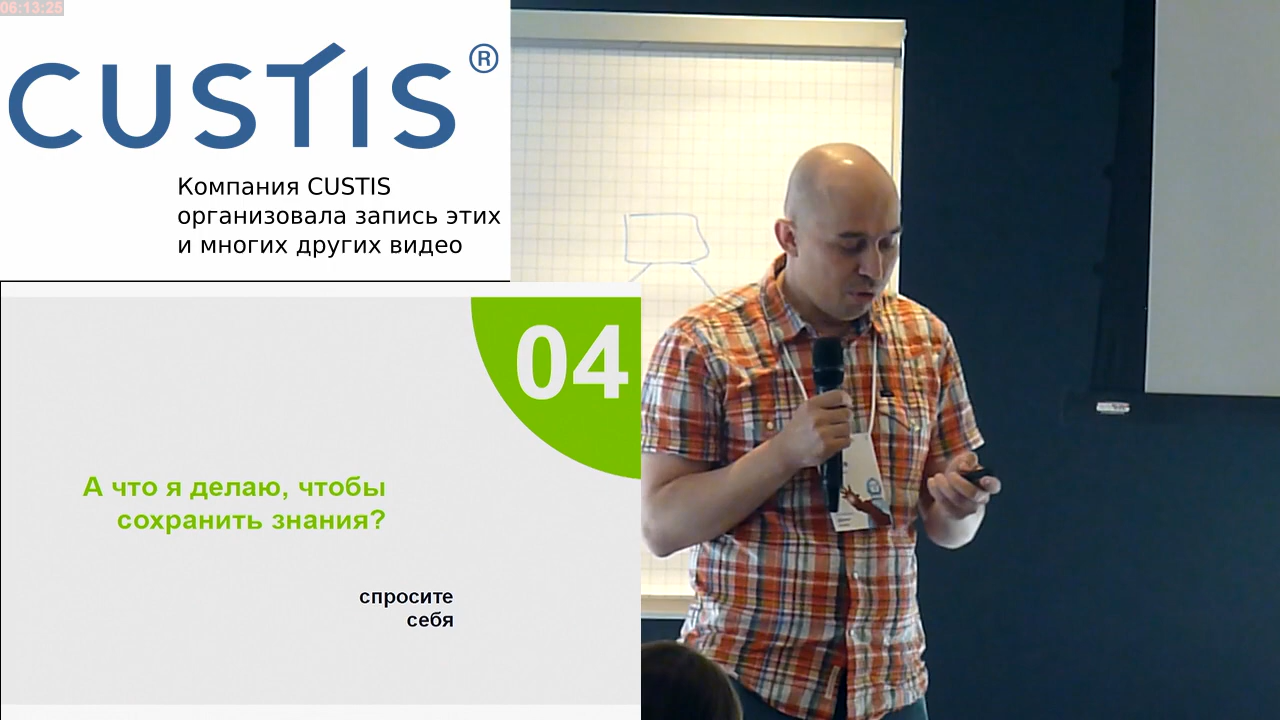 06:13:25
CUSTIS®
Компания CUSTIS
организовала запись этих
и многих других видео
04
А что я делаю, чтобы
сохранить знания?
спросите
себя